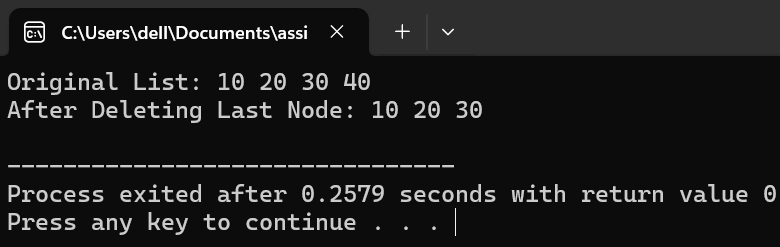 C:\Users\dell\Documents\assi
Original List: 10 20 30 40
After Deleting Last Node: 10 20 30
--------------------------------
Process exited after 0.2579 seconds with return value 0
Press any key to continue . . .